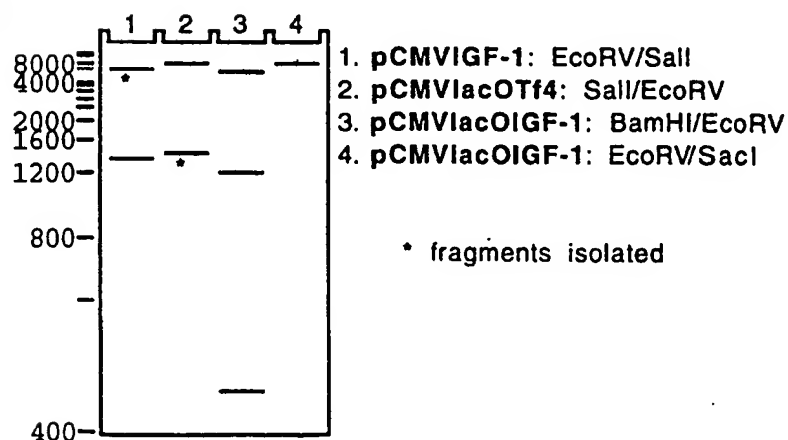 1 2 3 4
8000
4000
2000
1600
1200
800
400
1. pCMVIGF-1: EcoRV/SalI
2. pCMVlacOTf4: SalI/EcoRV
3. pCMVlacOIGF-1: BamHI/EcoRV
4. pCMVlacOIGF-1: EcoRV/SacI
* fragments isolated